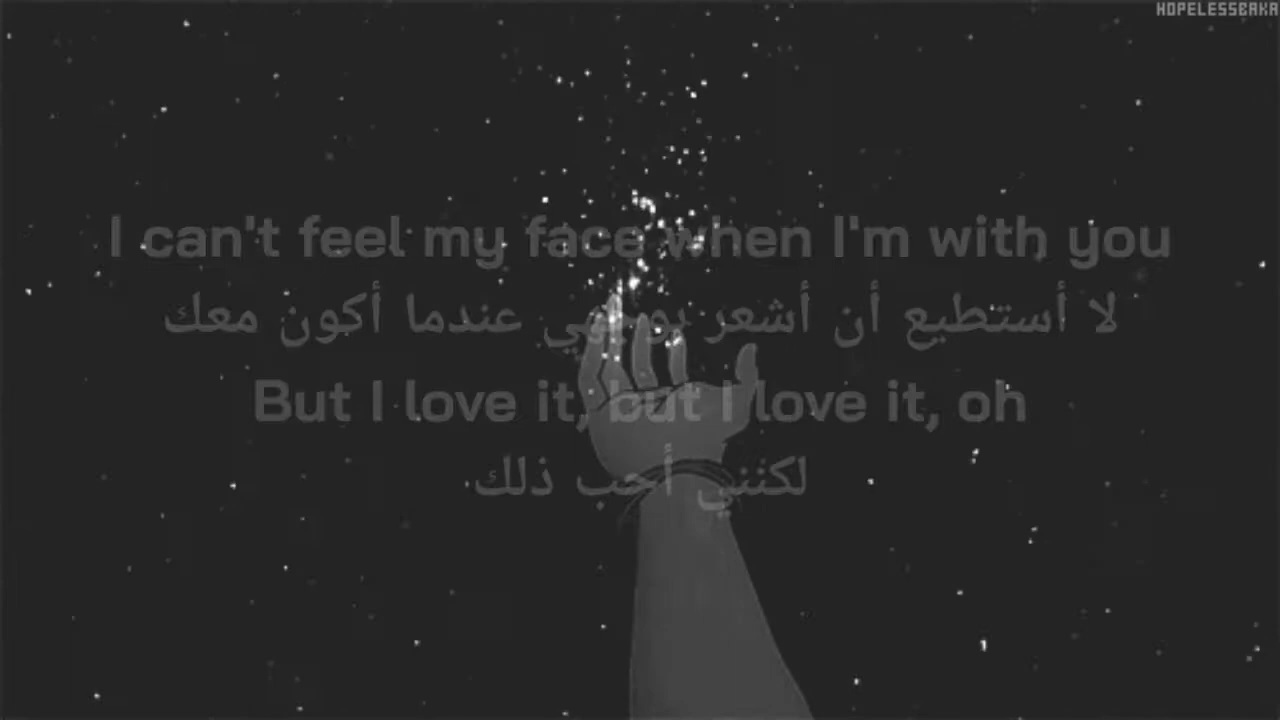 HOPELESSBAKA
I can't feel my face when I'm with you
لا أستطيع أن أشعر بوجهي عندما أكون معك
But I love it, but I love it, oh
لكنني أحب ذلك